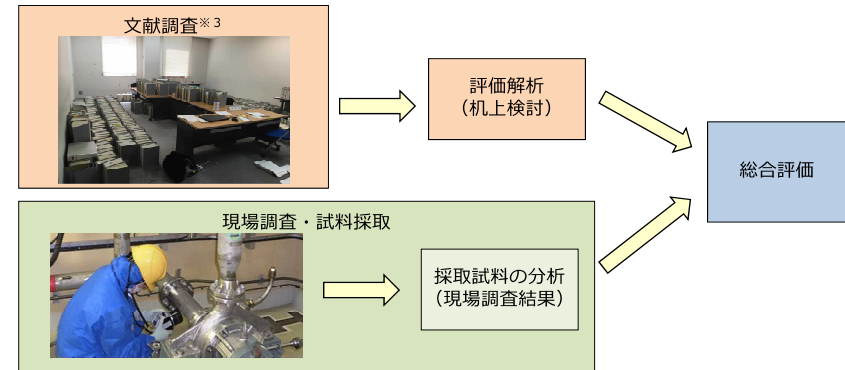 文献調査※3
評価解析
（机上検討）
総合評価
現場調査・試料採取
採取試料の分析
（現場調査結果）